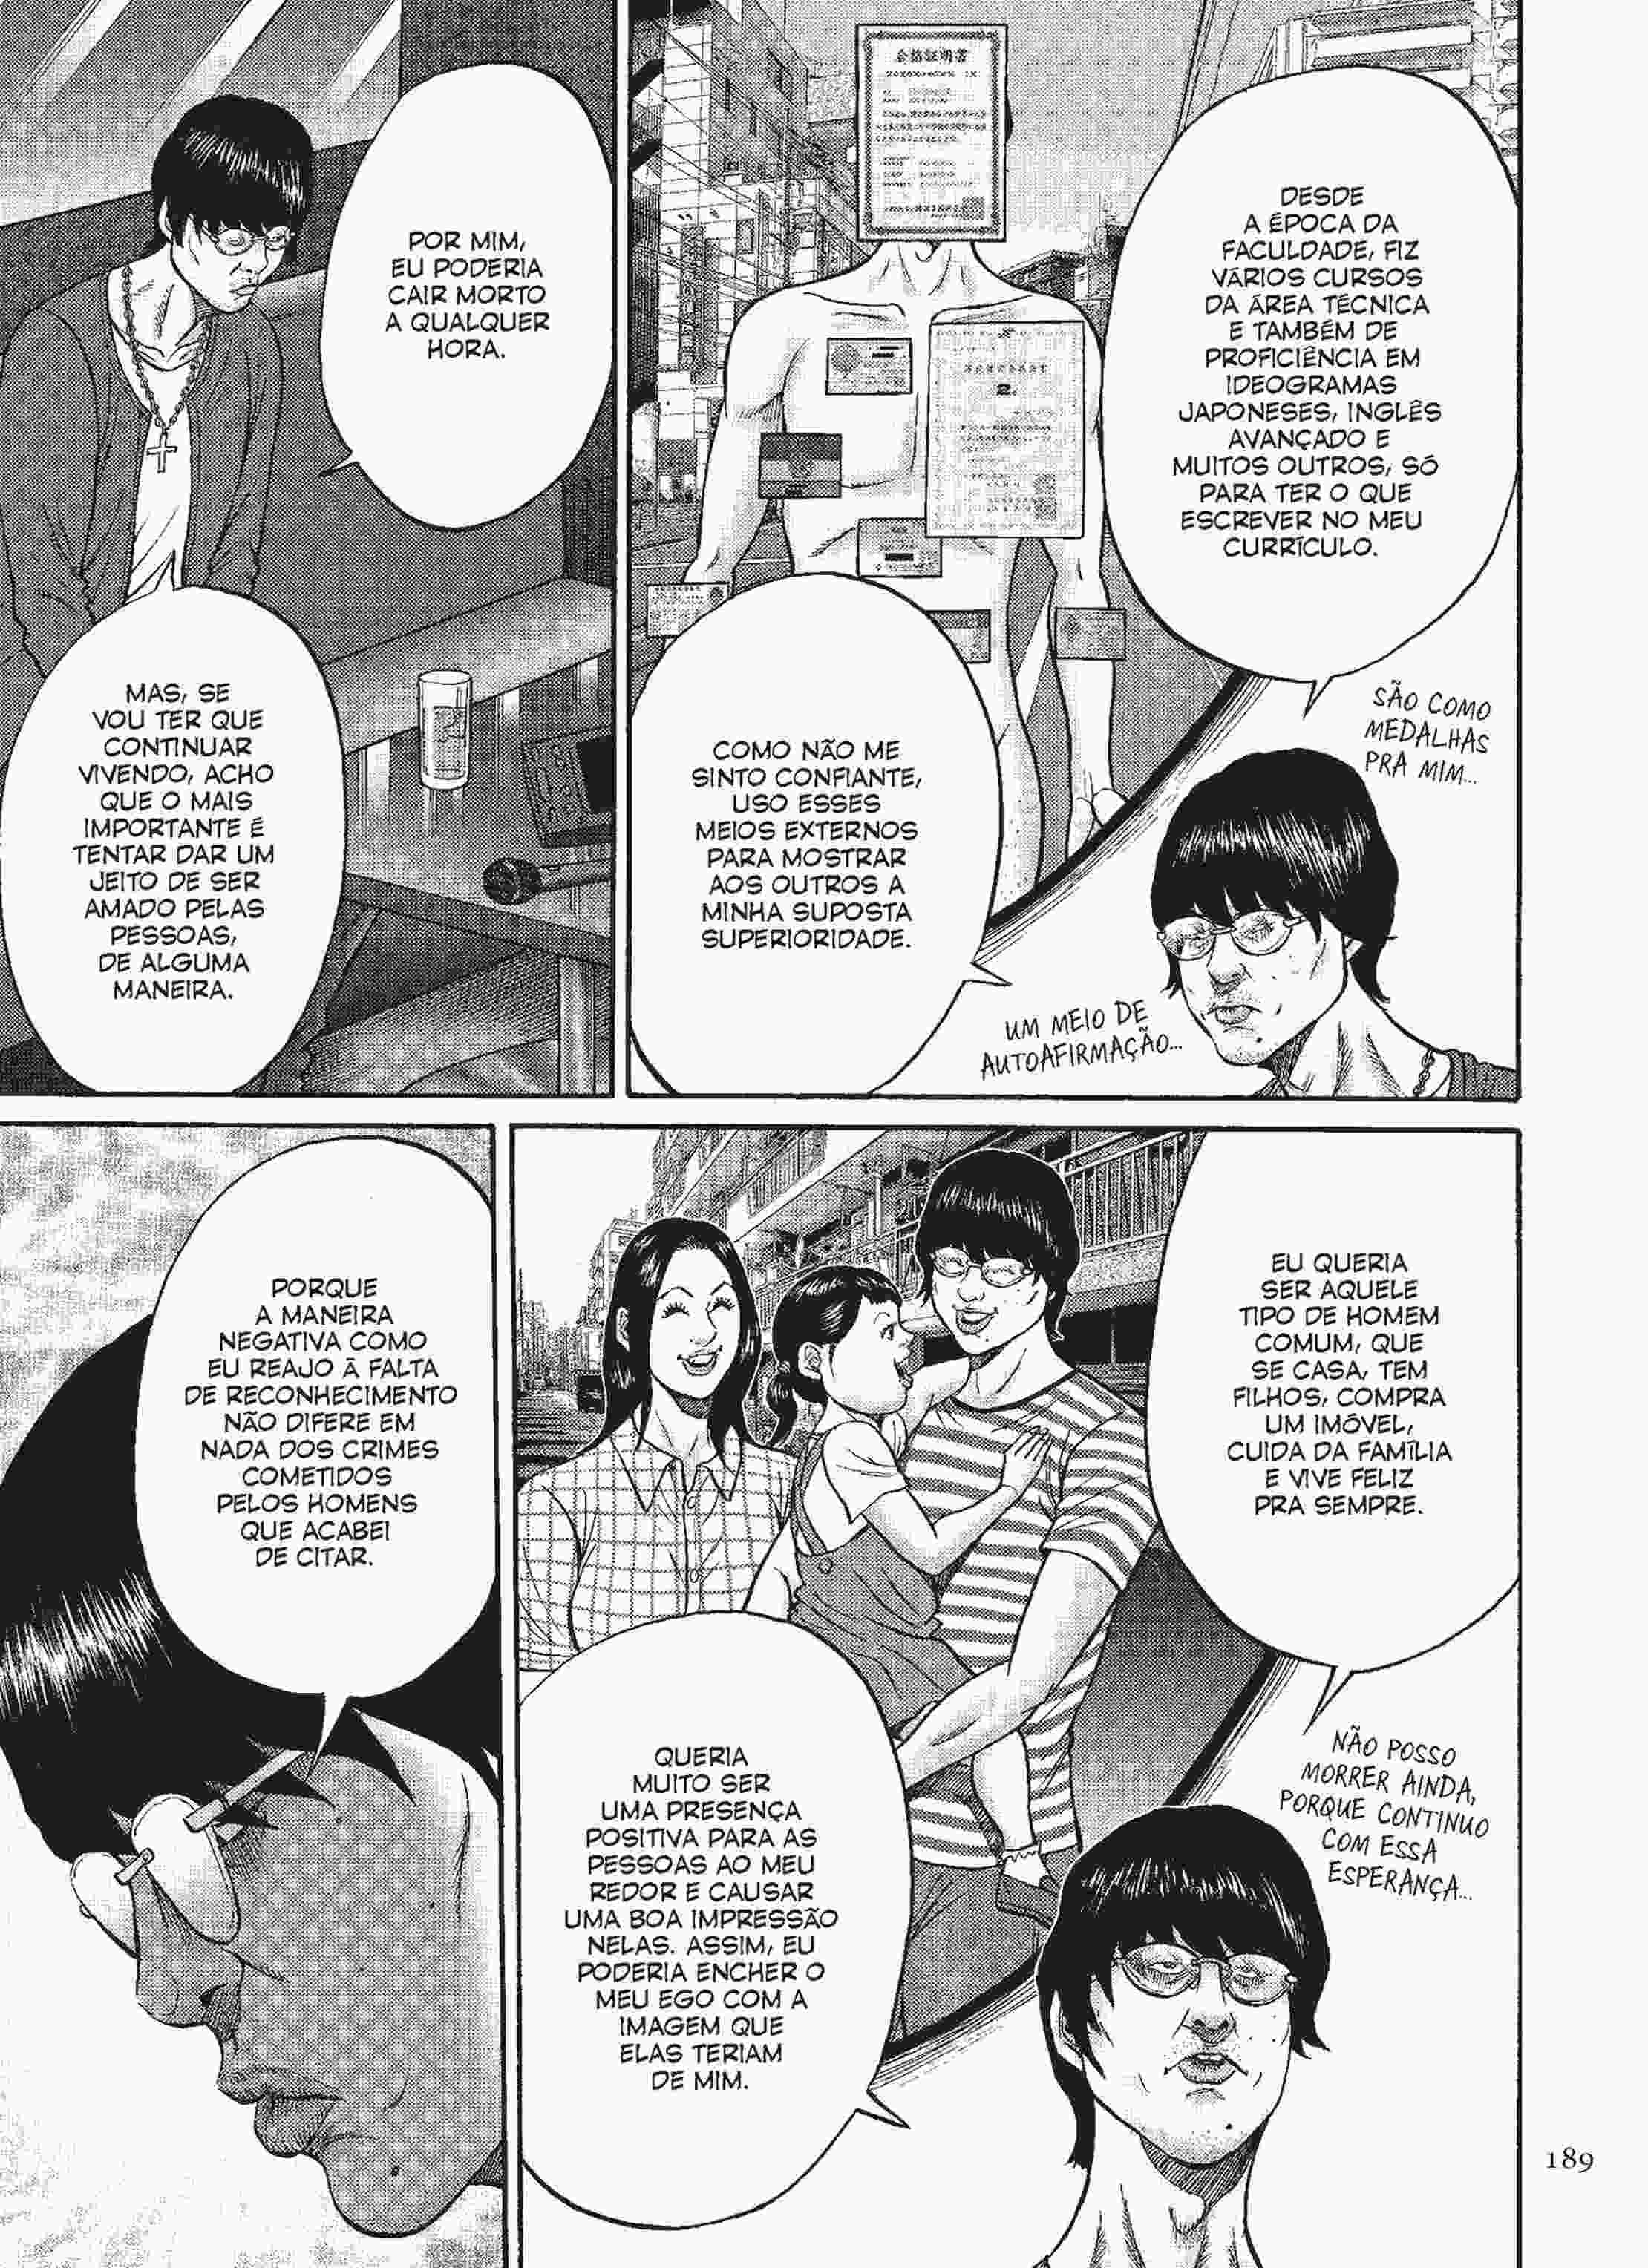 DESDE
A ÉPOCA DA
FACULDADE, FIZ
VÁRIOS CURSOS
DA ÁREA TÉCNICA
E TAMBÉM DE
PROFICIÊNCIA EM
IDEOGRAMAS
JAPONESES, INGLÊS
AVANÇADO E
MUITOS OUTROS, SÓ
PARA TER O QUE
ESCREVER NO MEU
CURRÍCULO.
SÃO COMO
MEDALHAS
PRA MIM...
合格証明書
2
COMO NÃO ME
SINTO CONFIANTE,
USO ESSES
MEIOS EXTERNOS
PARA MOSTRAR
AOS OUTROS A
MINHA SUPOSTA
SUPERIORIDADE.
UM MEIO DE
AUTOAFIRMAÇÃO...
POR MIM,
EU PODERIA
CAIR MORTO
A QUALQUER
HORA.
MAS, SE
VOU TER QUE
CONTINUAR
VIVENDO, ACHO
QUE O MAIS
IMPORTANTE É
TENTAR DAR UM
JEITO DE SER
AMADO PELAS
PESSOAS,
DE ALGUMA
MANEIRA.
EU QUERIA
SER AQUELE
TIPO DE HOMEM
COMUM, QUE
SE CASA, TEM
FILHOS, COMPRA
UM IMÓVEL,
CUIDA DA FAMÍLIA
E VIVE FELIZ
PRA SEMPRE.
NÃO POSSO
MORRER AINDA,
PORQUE CONTINUO
COM ESSA
ESPERANÇA...
QUERIA
MUITO SER
UMA PRESENÇA
POSITIVA PARA AS
PESSOAS AO MEU
REDOR E CAUSAR
UMA BOA IMPRESSÃO
NELAS. ASSIM, EU
PODERIA ENCHER O
MEU EGO COM A
IMAGEM QUE
ELAS TERIAM
DE MIM.
PORQUE
A MANEIRA
NEGATIVA COMO
EU REAJO À FALTA
DE RECONHECIMENTO
NÃO DIFERE EM
NADA DOS CRIMES
COMETIDOS
PELOS HOMENS
QUE ACABEI
DE CITAR.
189